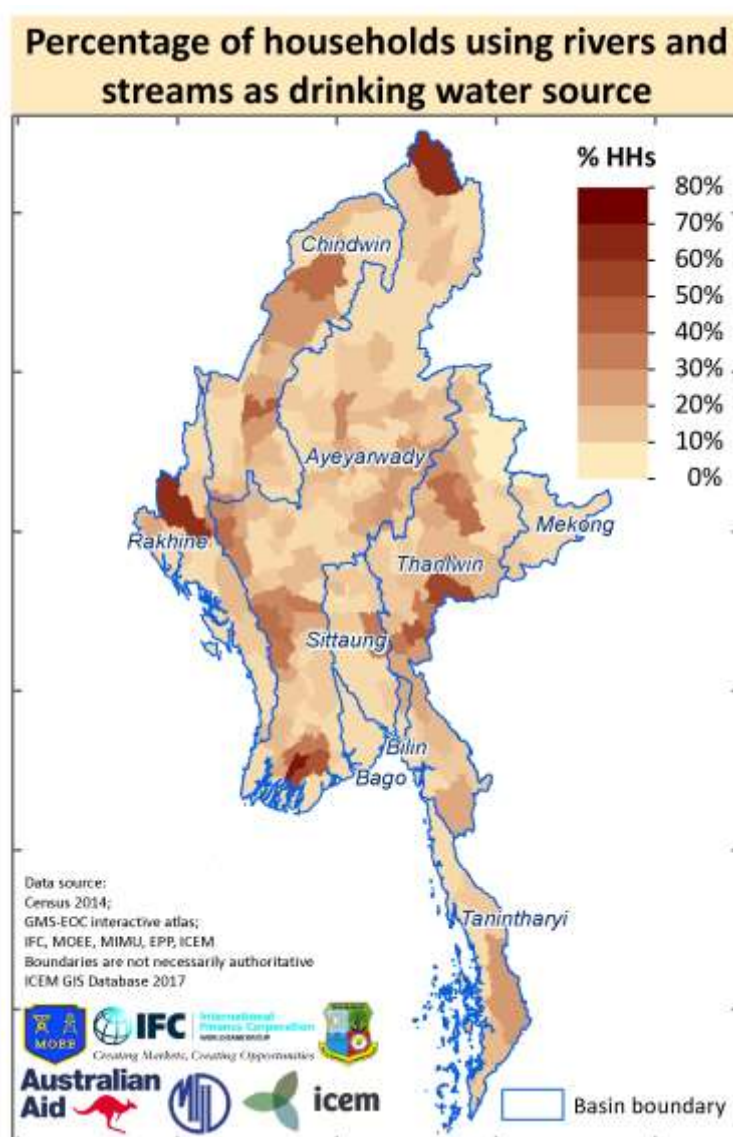 Percentage of households using rivers and
streams as drinking water source
% HHs
80%
70%
60%
50%
40%
30%
20%
10%
0%
Chindwin
Ayeyarwady
Mekong
Rakhine
Thanlwin
Sittaung
Bilin
Bago
Tanintharyi
Data source:
Census 2014;
GMS-EOC interactive atlas;
IFC, MOEE, MIMU, EPP, ICEM
Boundaries are not necessarily authoritative
ICEM GIS Database 2017
MOEE
IFC
International
Finance Corporation
WORLD BANK GROUP
Creating Markets, Creating Opportunities
Australian
Aid
icem
Basin boundary